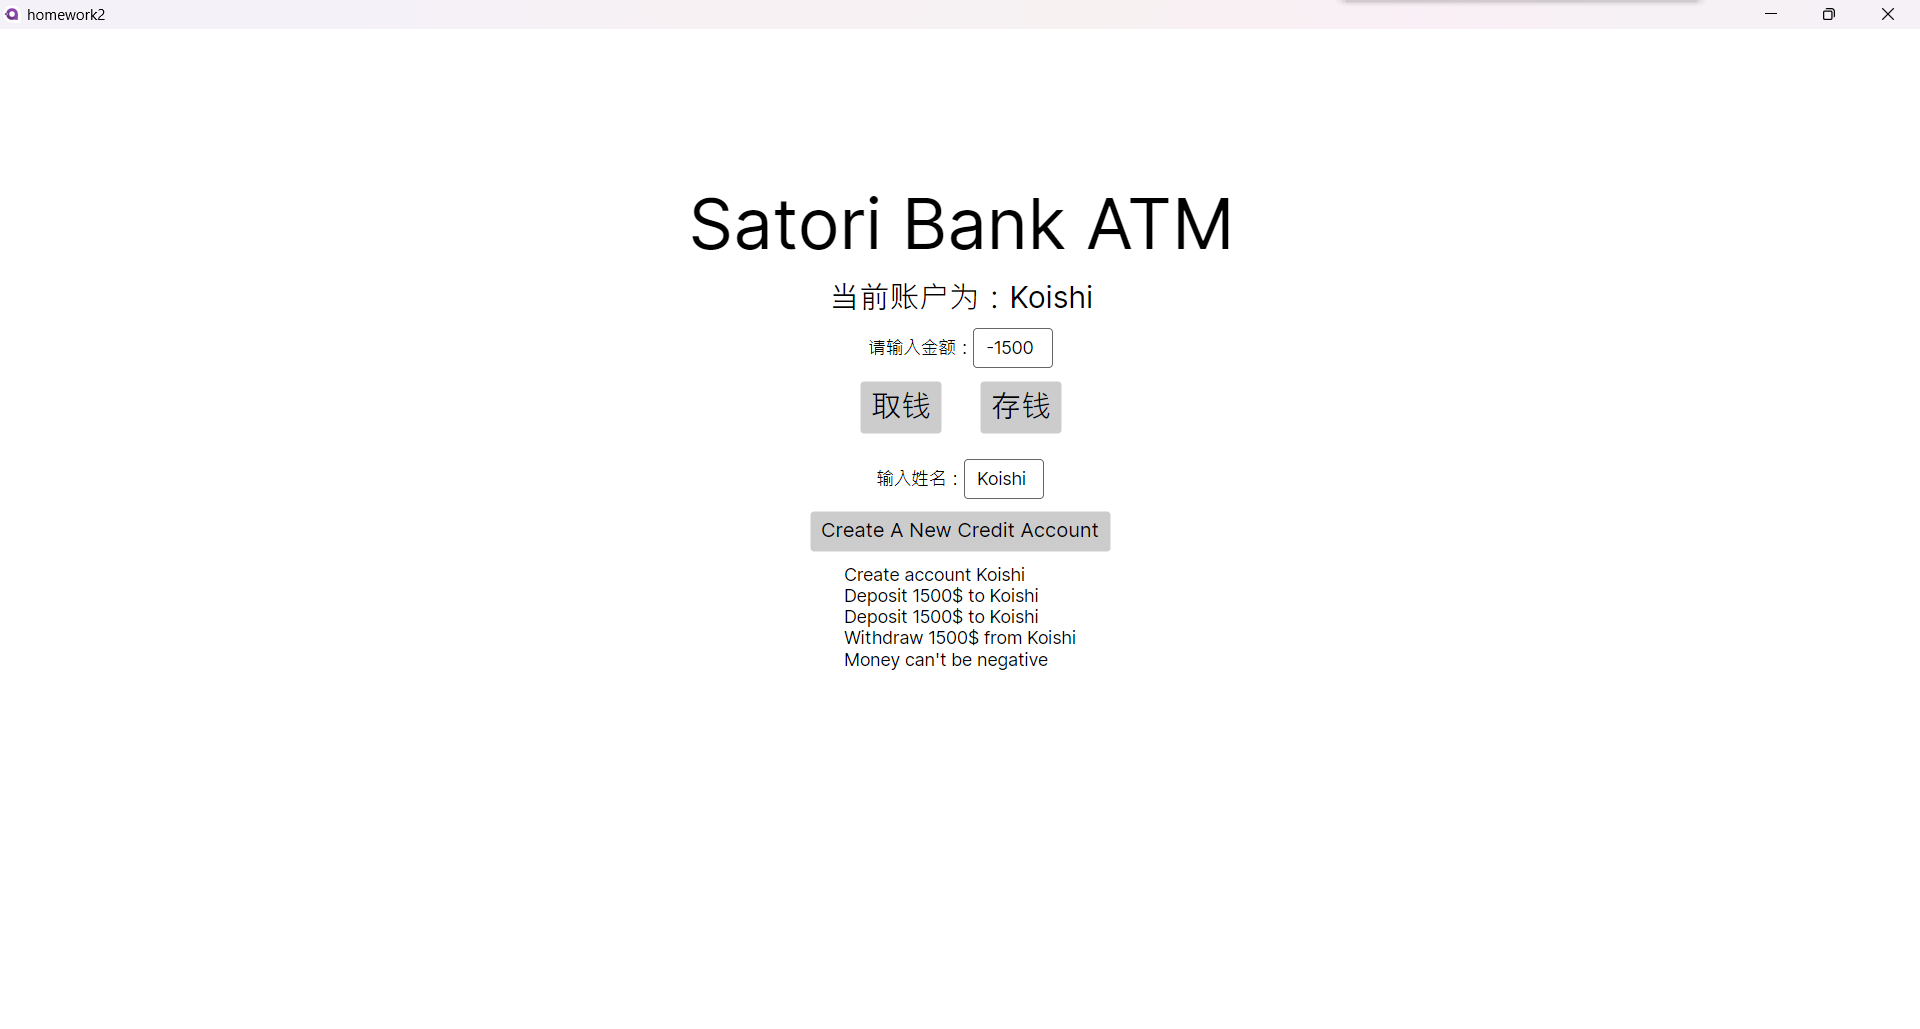 homework2
Satori Bank ATM
当前账户为：Koishi
请输入金额：-1500
取钱 存钱
输入姓名：Koishi
Create A New Credit Account
Create account Koishi
Deposit 1500$ to Koishi
Deposit 1500$ to Koishi
Withdraw 1500$ from Koishi
Money can't be negative